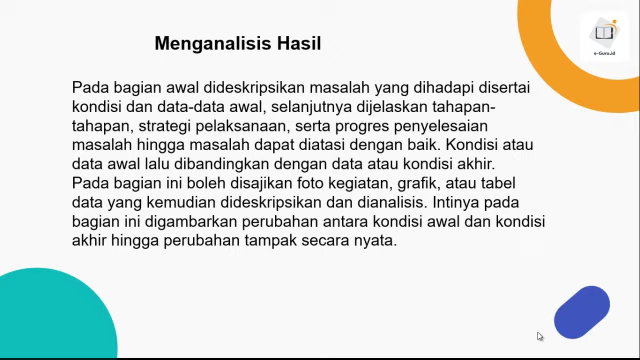 Menganalisis Hasil
e-Guru.id
Pada bagian awal dideskripsikan masalah yang dihadapi disertai
kondisi dan data-data awal, selanjutnya dijelaskan tahapan-
tahapan, strategi pelaksanaan, serta progres penyelesaian
masalah hingga masalah dapat diatasi dengan baik. Kondisi atau
data awal lalu dibandingkan dengan data atau kondisi akhir.
Pada bagian ini boleh disajikan foto kegiatan, grafik, atau tabel
data yang kemudian dideskripsikan dan dianalisis. Intinya pada
bagian ini digambarkan perubahan antara kondisi awal dan kondisi
akhir hingga perubahan tampak secara nyata.